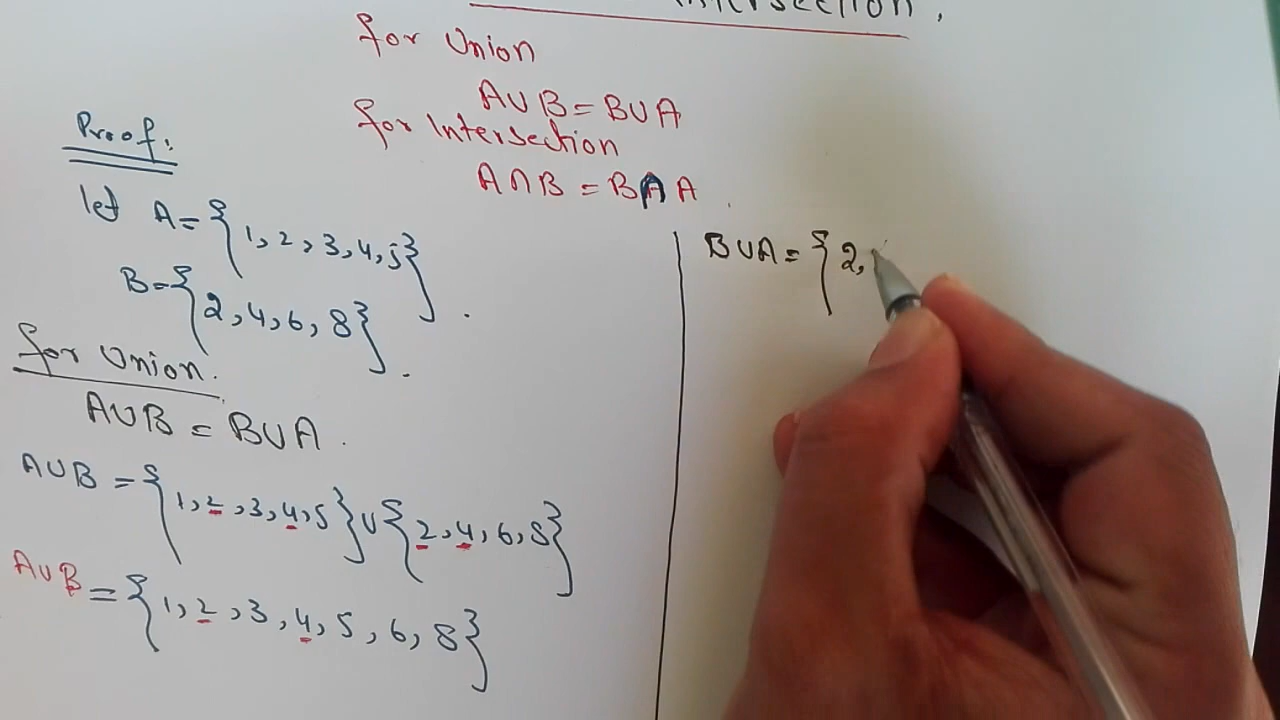 Intersection.
for Union
A∪B = B∪A
for Intersection
A∩B = B∩A.
Proof:
let A = {1, 2, 3, 4, 5}
B = {2, 4, 6, 8}.
for Union.
A∪B = B∪A.
A∪B = {1, 2, 3, 4, 5} ∪ {2, 4, 6, 8}
A∪B = {1, 2, 3, 4, 5, 6, 8}
B∪A = {2,